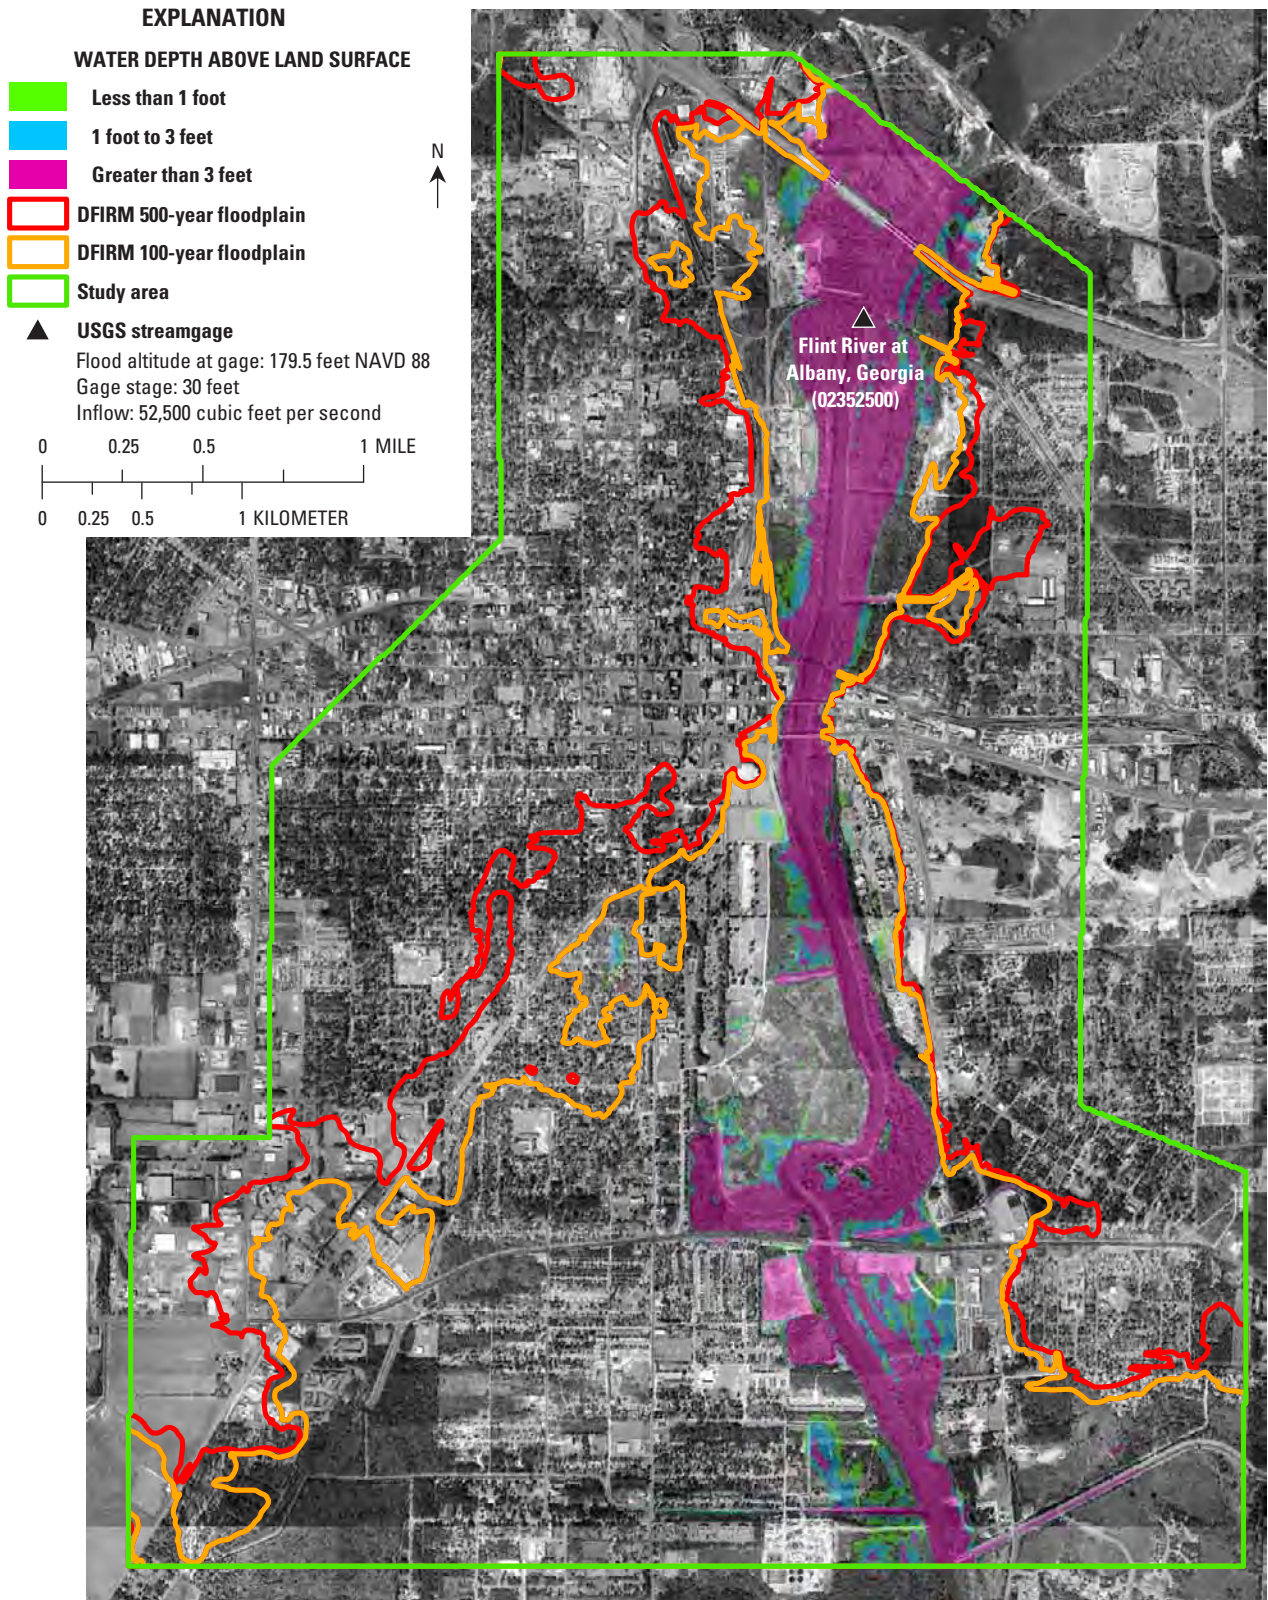 EXPLANATION
WATER DEPTH ABOVE LAND SURFACE
Less than 1 foot
1 foot to 3 feet
Greater than 3 feet
DFIRM 500-year floodplain
DFIRM 100-year floodplain
Study area
USGS streamgage
Flood altitude at gage: 179.5 feet NAVD 88
Gage stage: 30 feet
Inflow: 52,500 cubic feet per second
N
0 0.25 0.5 1 MILE
0 0.25 0.5 1 KILOMETER
Flint River at
Albany, Georgia
(02352500)